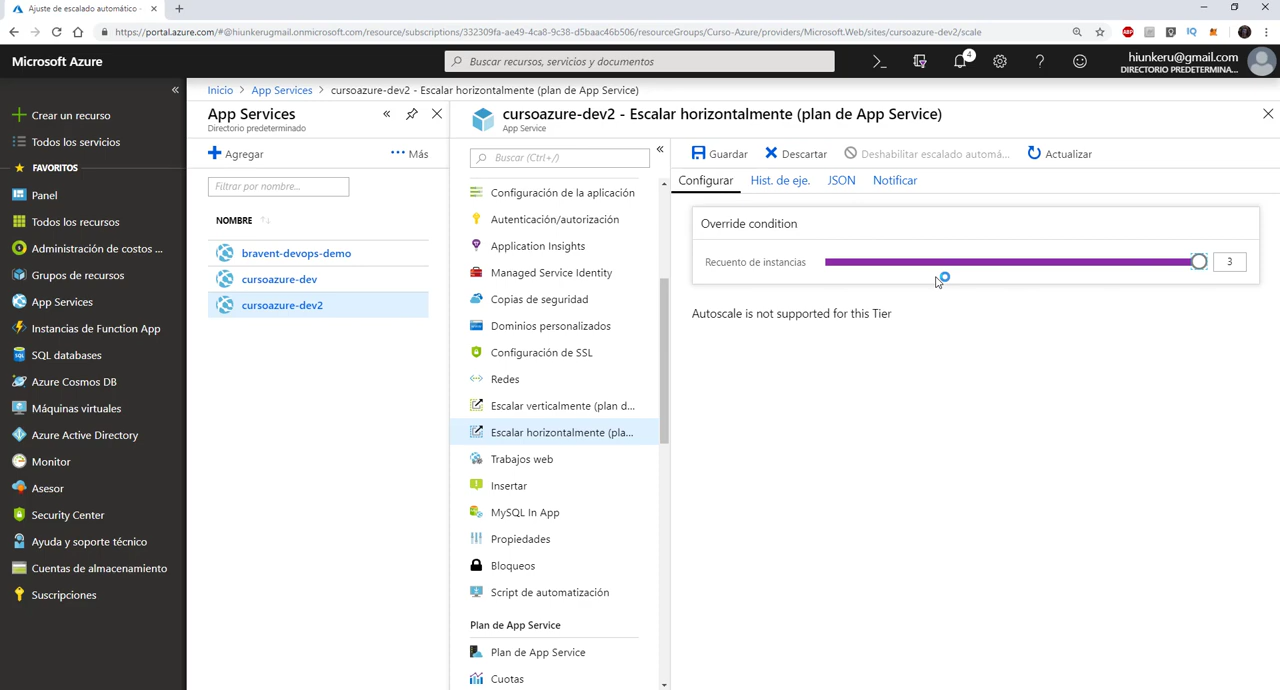 Ajuste de escalado automático -
https://portal.azure.com/#@hiunkerugmail.onmicrosoft.com/resource/subscriptions/332309fa-ae49-4ca8-9c38-d5baac46b506/resourceGroups/Curso-Azure/providers/Microsoft.Web/sites/cursoazure-dev2/scale
ABP
IQ
Microsoft Azure
Buscar recursos, servicios y documentos
4
hiunkeru@gmail.com
DIRECTORIO PREDETERMINA...
Crear un recurso
Todos los servicios
FAVORITOS
Panel
Todos los recursos
Administración de costos ...
Grupos de recursos
App Services
Instancias de Function App
SQL databases
Azure Cosmos DB
Máquinas virtuales
Azure Active Directory
Monitor
Asesor
Security Center
Ayuda y soporte técnico
Cuentas de almacenamiento
Suscripciones
Inicio > App Services > cursoazure-dev2 - Escalar horizontalmente (plan de App Service)
App Services
Directorio predeterminado
Agregar
Más
Filtrar por nombre...
NOMBRE
bravent-devops-demo
cursoazure-dev
cursoazure-dev2
cursoazure-dev2 - Escalar horizontalmente (plan de App Service)
App Service
Buscar (Ctrl+/)
Configuración de la aplicación
Autenticación/autorización
Application Insights
Managed Service Identity
Copias de seguridad
Dominios personalizados
Configuración de SSL
Redes
Escalar verticalmente (plan d...
Escalar horizontalmente (pla...
Trabajos web
Insertar
MySQL In App
Propiedades
Bloqueos
Script de automatización
Plan de App Service
Plan de App Service
Cuotas
Guardar
Descartar
Deshabilitar escalado automá...
Actualizar
Configurar
Hist. de eje.
JSON
Notificar
Override condition
Recuento de instancias
3
Autoscale is not supported for this Tier